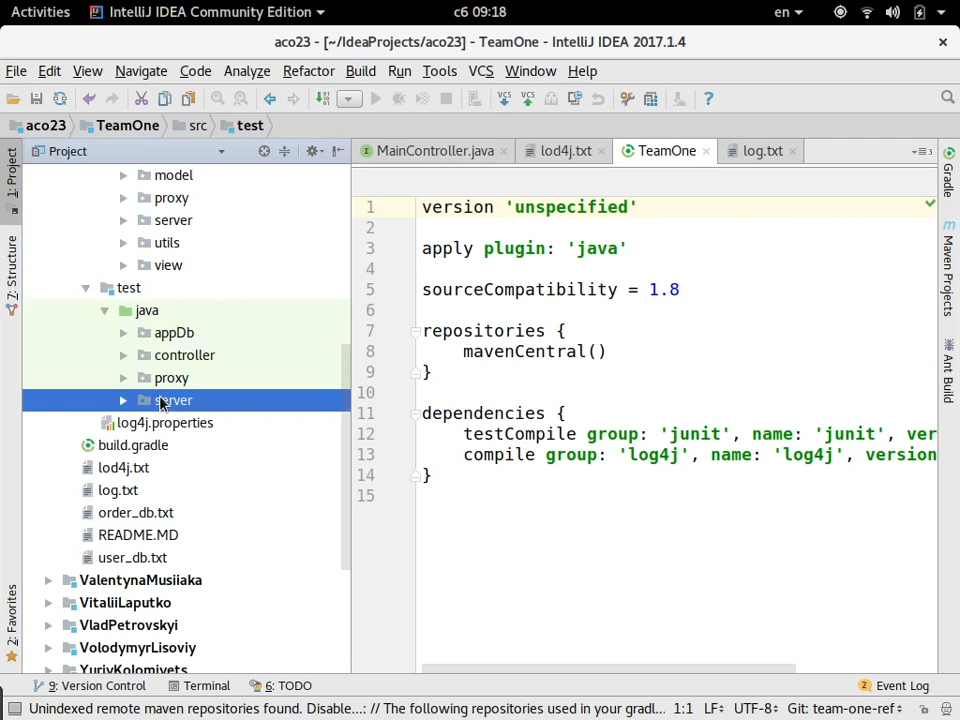 Activities IntelliJ IDEA Community Edition сб 09:18 en
aco23 - [~/IdeaProjects/aco23] - TeamOne - IntelliJ IDEA 2017.1.4
File Edit View Navigate Code Analyze Refactor Build Run Tools VCS Window Help
VCS VCS
aco23 TeamOne src test
Project
MainController.java lod4j.txt TeamOne log.txt
model
proxy
server
utils
view
test
java
appDb
controller
proxy
server
log4j.properties
build.gradle
lod4j.txt
log.txt
order_db.txt
README.MD
user_db.txt
ValentynaMusiiaka
VitaliiLaputko
VladPetrovskyi
VolodymyrLisoviy
YuriyKolomiyets
1 version 'unspecified'
2
3 apply plugin: 'java'
4
5 sourceCompatibility = 1.8
6
7 repositories {
8 mavenCentral()
9 }
10
11 dependencies {
12 testCompile group: 'junit', name: 'junit', ver
13 compile group: 'log4j', name: 'log4j', version
14 }
15
1: Project
7: Structure
2: Favorites
Gradle
Maven Projects
Ant Build
9: Version Control Terminal 6: TODO 2 Event Log
Unindexed remote maven repositories found. Disable...: // The following repositories used in your gradl... 1:1 LF UTF-8 Git: team-one-ref